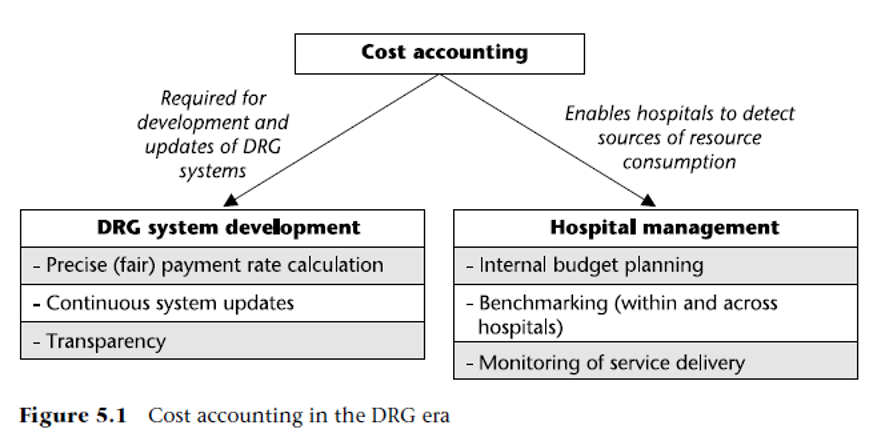 Cost accounting
Required for
development and
updates of DRG
systems
Enables hospitals to detect
sources of resource
consumption
DRG system development
- Precise (fair) payment rate calculation
- Continuous system updates
- Transparency
Hospital management
- Internal budget planning
- Benchmarking (within and across
hospitals)
- Monitoring of service delivery
Figure 5.1 Cost accounting in the DRG era